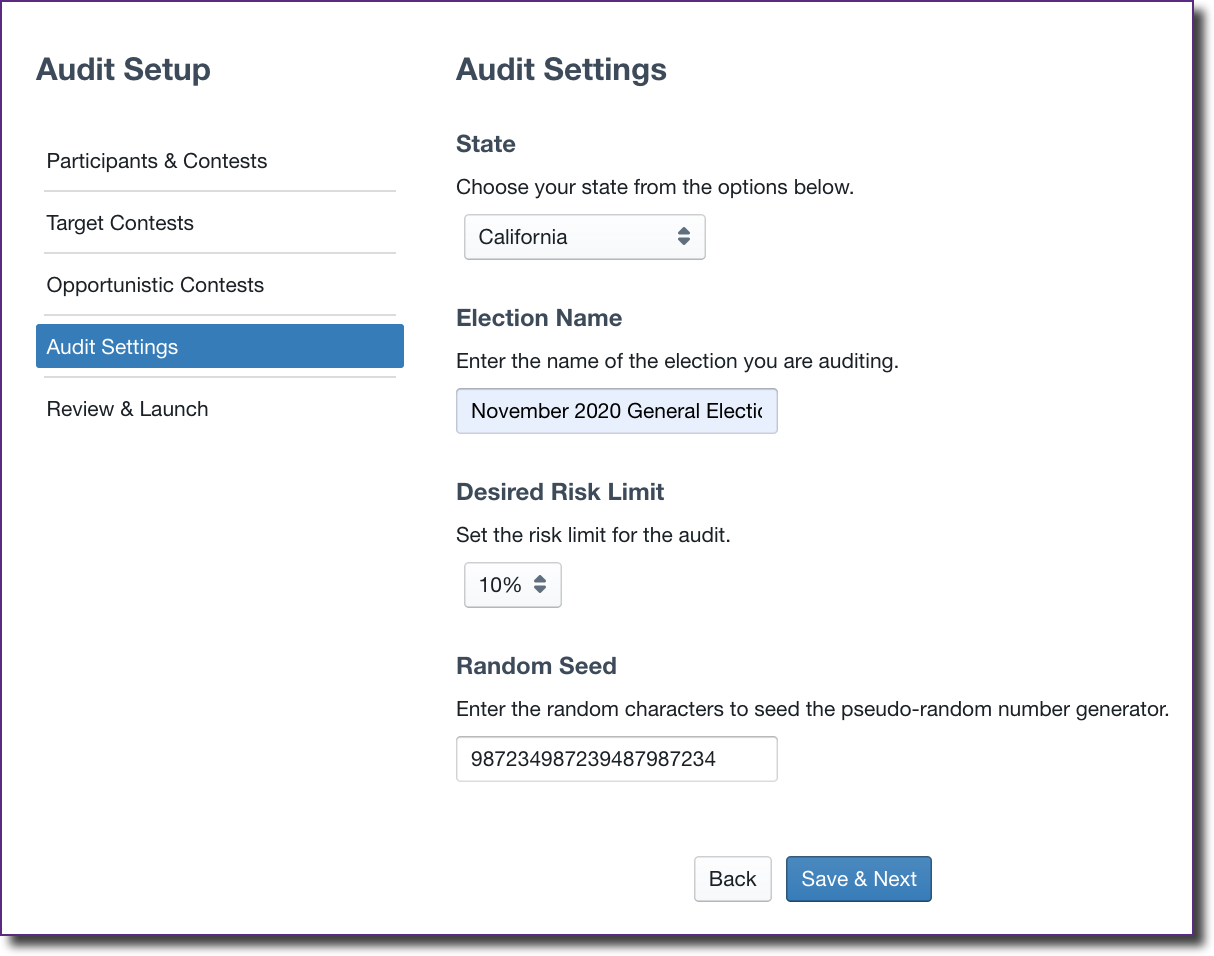 Audit Setup
Participants & Contests
Target Contests
Opportunistic Contests
Audit Settings
Review & Launch
Audit Settings
State
Choose your state from the options below.
California
Election Name
Enter the name of the election you are auditing.
November 2020 General Electic
Desired Risk Limit
Set the risk limit for the audit.
10%
Random Seed
Enter the random characters to seed the pseudo-random number generator.
987234987239487987234
Back
Save & Next